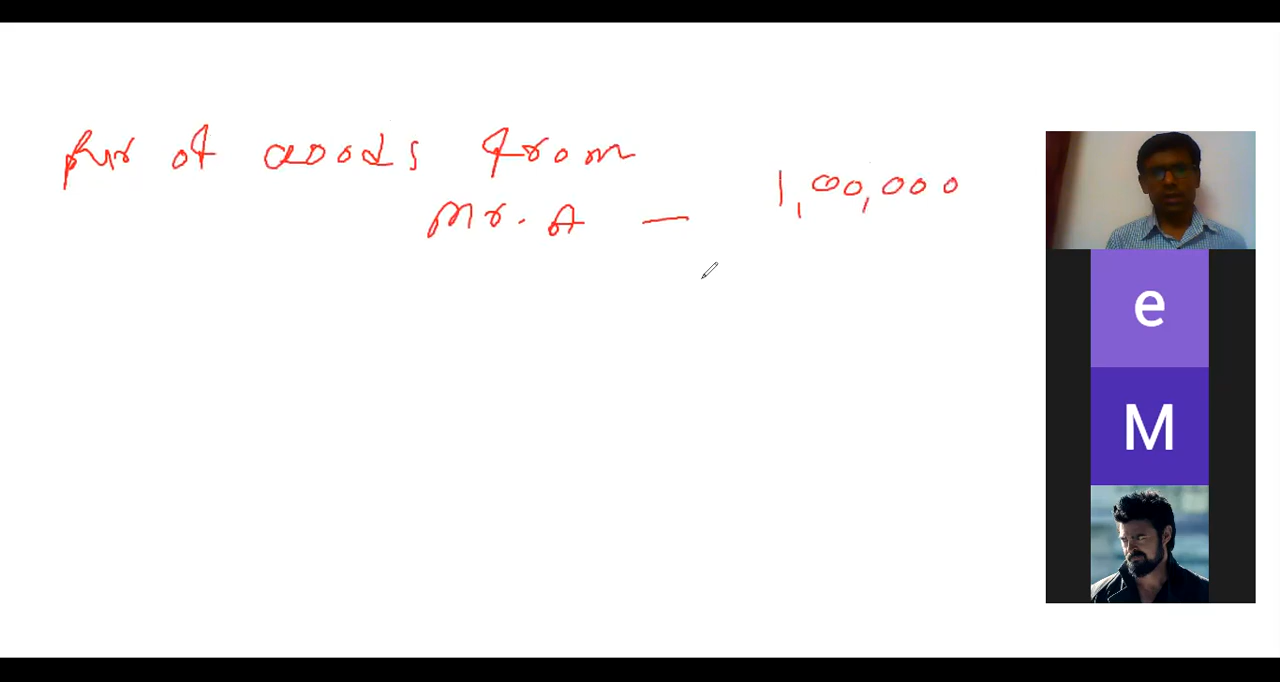 Pur of Goods from
Mr. A — 1,00,000
e
M